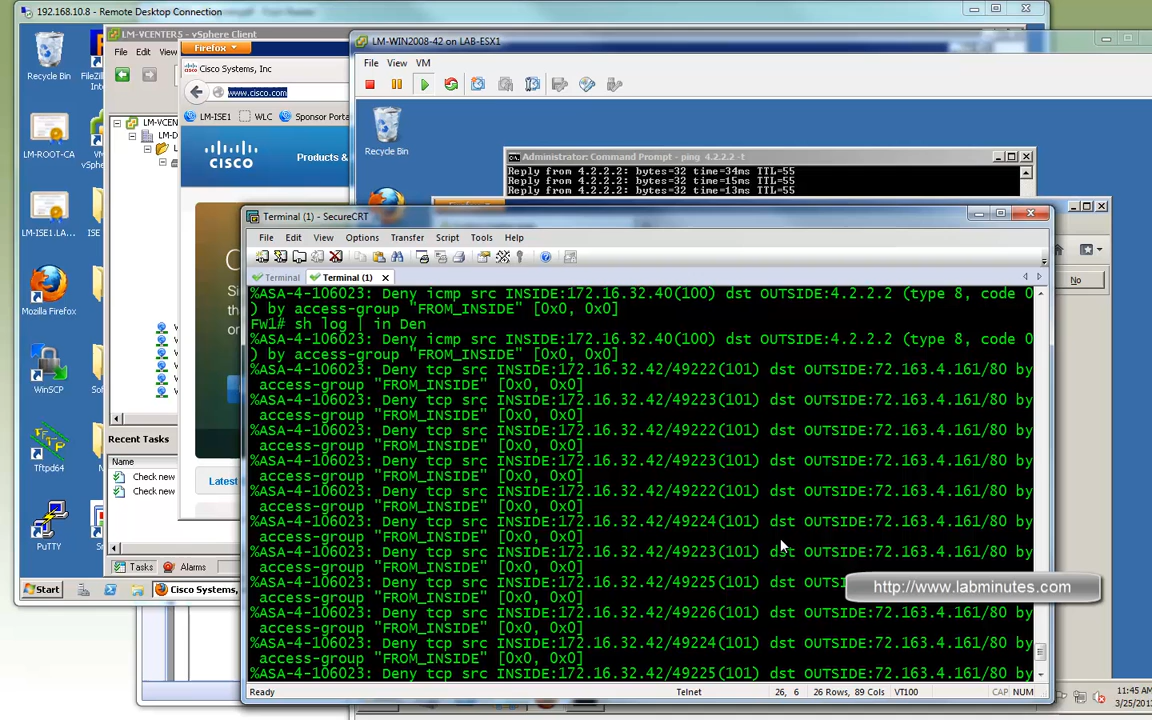 192.168.10.8 - Remote Desktop Connection
LM-VCENTER5 - vSphere Client
File Edit View
Recycle Bin
LM-ROOT-CA
Mozilla Firefox
WinSCP
Tftpd64
PuTTY
Start
Firefox
Cisco Systems, Inc
www.cisco.com
LM-ISE1 WLC Sponsor Porta
CISCO
Products &
Latest
Recent Tasks
Name
Check new
Check new
Tasks Alarms
Cisco Systems,
LM-WIN2008-42 on LAB-ESX1
File View VM
Recycle Bin
Administrator: Command Prompt - ping 4.2.2.2 -t
Reply from 4.2.2.2: bytes=32 time=34ms TTL=55
Reply from 4.2.2.2: bytes=32 time=15ms TTL=55
Reply from 4.2.2.2: bytes=32 time=13ms TTL=55
No
Terminal (1) - SecureCRT
File Edit View Options Transfer Script Tools Help
Terminal Terminal (1)
%ASA-4-106023: Deny icmp src INSIDE:172.16.32.40(100) dst OUTSIDE:4.2.2.2 (type 8, code 0
) by access-group "FROM_INSIDE" [0x0, 0x0]
FW1# sh log | in Den
%ASA-4-106023: Deny icmp src INSIDE:172.16.32.40(100) dst OUTSIDE:4.2.2.2 (type 8, code 0
) by access-group "FROM_INSIDE" [0x0, 0x0]
%ASA-4-106023: Deny tcp src INSIDE:172.16.32.42/49222(101) dst OUTSIDE:72.163.4.161/80 by
access-group "FROM_INSIDE" [0x0, 0x0]
%ASA-4-106023: Deny tcp src INSIDE:172.16.32.42/49223(101) dst OUTSIDE:72.163.4.161/80 by
access-group "FROM_INSIDE" [0x0, 0x0]
%ASA-4-106023: Deny tcp src INSIDE:172.16.32.42/49222(101) dst OUTSIDE:72.163.4.161/80 by
access-group "FROM_INSIDE" [0x0, 0x0]
%ASA-4-106023: Deny tcp src INSIDE:172.16.32.42/49223(101) dst OUTSIDE:72.163.4.161/80 by
access-group "FROM_INSIDE" [0x0, 0x0]
%ASA-4-106023: Deny tcp src INSIDE:172.16.32.42/49222(101) dst OUTSIDE:72.163.4.161/80 by
access-group "FROM_INSIDE" [0x0, 0x0]
%ASA-4-106023: Deny tcp src INSIDE:172.16.32.42/49224(101) dst OUTSIDE:72.163.4.161/80 by
access-group "FROM_INSIDE" [0x0, 0x0]
%ASA-4-106023: Deny tcp src INSIDE:172.16.32.42/49223(101) dst OUTSIDE:72.163.4.161/80 by
access-group "FROM_INSIDE" [0x0, 0x0]
%ASA-4-106023: Deny tcp src INSIDE:172.16.32.42/49225(101) dst OUTSI
access-group "FROM_INSIDE" [0x0, 0x0]
%ASA-4-106023: Deny tcp src INSIDE:172.16.32.42/49226(101) dst OUTSIDE:72.163.4.161/80 by
access-group "FROM_INSIDE" [0x0, 0x0]
%ASA-4-106023: Deny tcp src INSIDE:172.16.32.42/49224(101) dst OUTSIDE:72.163.4.161/80 by
access-group "FROM_INSIDE" [0x0, 0x0]
%ASA-4-106023: Deny tcp src INSIDE:172.16.32.42/49225(101) dst OUTSIDE:72.163.4.161/80 by
http://www.labminutes.com
Ready Telnet 26, 6 26 Rows, 89 Cols VT100 CAP NUM
11:45 AM